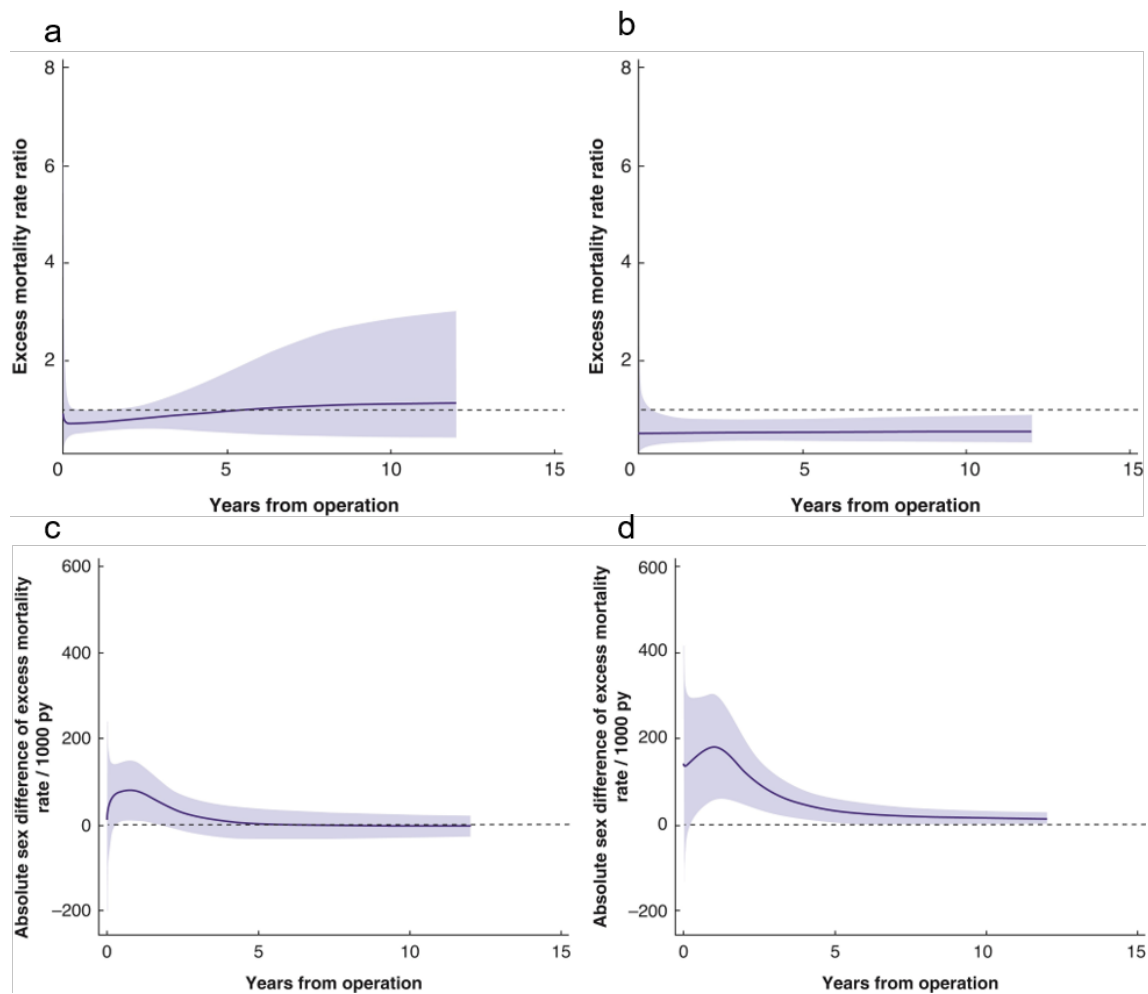 a
b
Excess mortality rate ratio
8
6
4
2
0
5
10
15
Years from operation
Excess mortality rate ratio
8
6
4
2
0
5
10
15
Years from operation
c
d
Absolute sex difference of excess mortality
rate / 1000 py
600
400
200
0
–200
0
5
10
15
Years from operation
Absolute sex difference of excess mortality
rate / 1000 py
600
400
200
0
–200
0
5
10
15
Years from operation